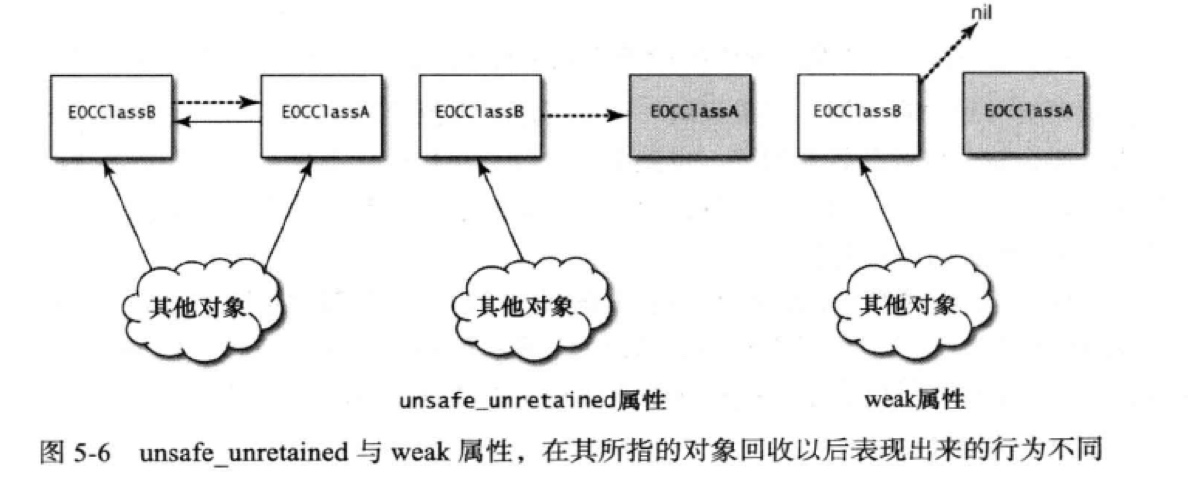 nil
EOCClassB
EOCClassA
EOCClassB
EOCClassA
EOCClassB
EOCClassA
其他对象
其他对象
其他对象
unsafe_unretained属性
weak属性
图 5-6 unsafe_unretained 与 weak 属性，在其所指的对象回收以后表现出来的行为不同